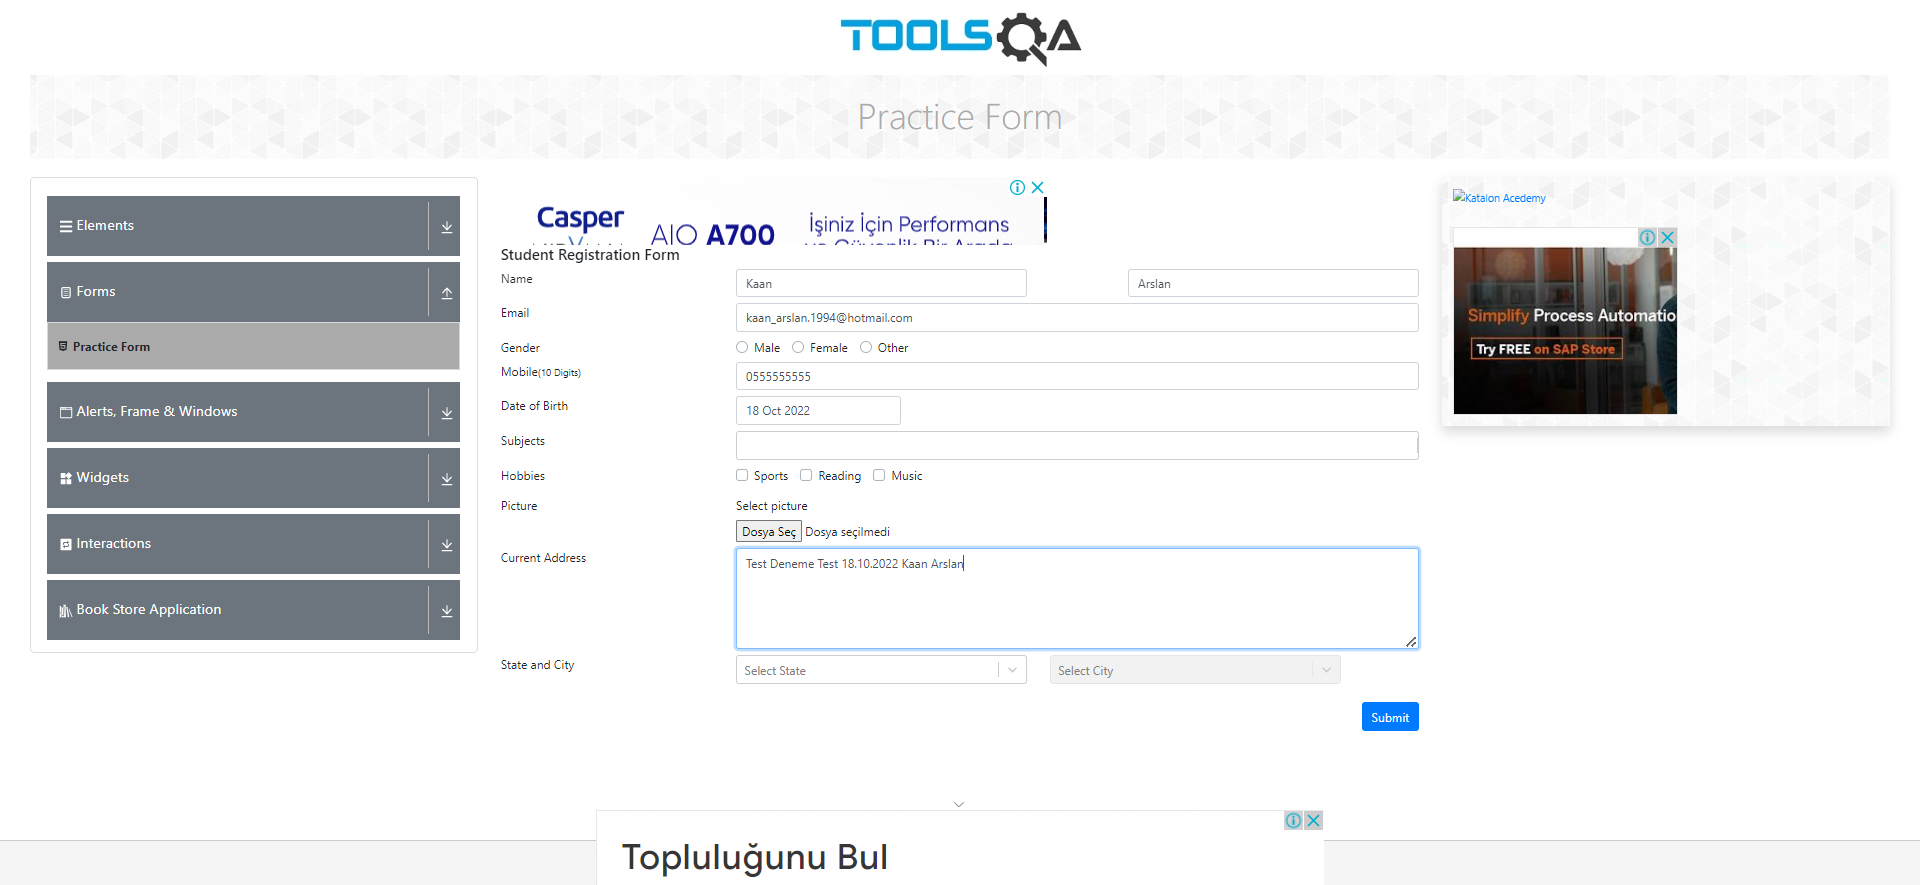 TOOLSQA
Practice Form
Elements
Forms
Practice Form
Alerts, Frame & Windows
Widgets
Interactions
Book Store Application
Casper
AIO A700
İşiniz İçin Performans
ve Güvenlik Bir Arada
Student Registration Form
Name
Kaan
Arslan
Email
kaan_arslan.1994@hotmail.com
Gender
Male Female Other
Mobile(10 Digits)
0555555555
Date of Birth
18 Oct 2022
Subjects
Hobbies
Sports Reading Music
Picture
Select picture
Dosya Seç Dosya seçilmedi
Current Address
Test Deneme Test 18.10.2022 Kaan Arslan
State and City
Select State
Select City
Submit
Katalon Acedemy
Simplify Process Automatio
Try FREE on SAP Store
Topluluğunu Bul